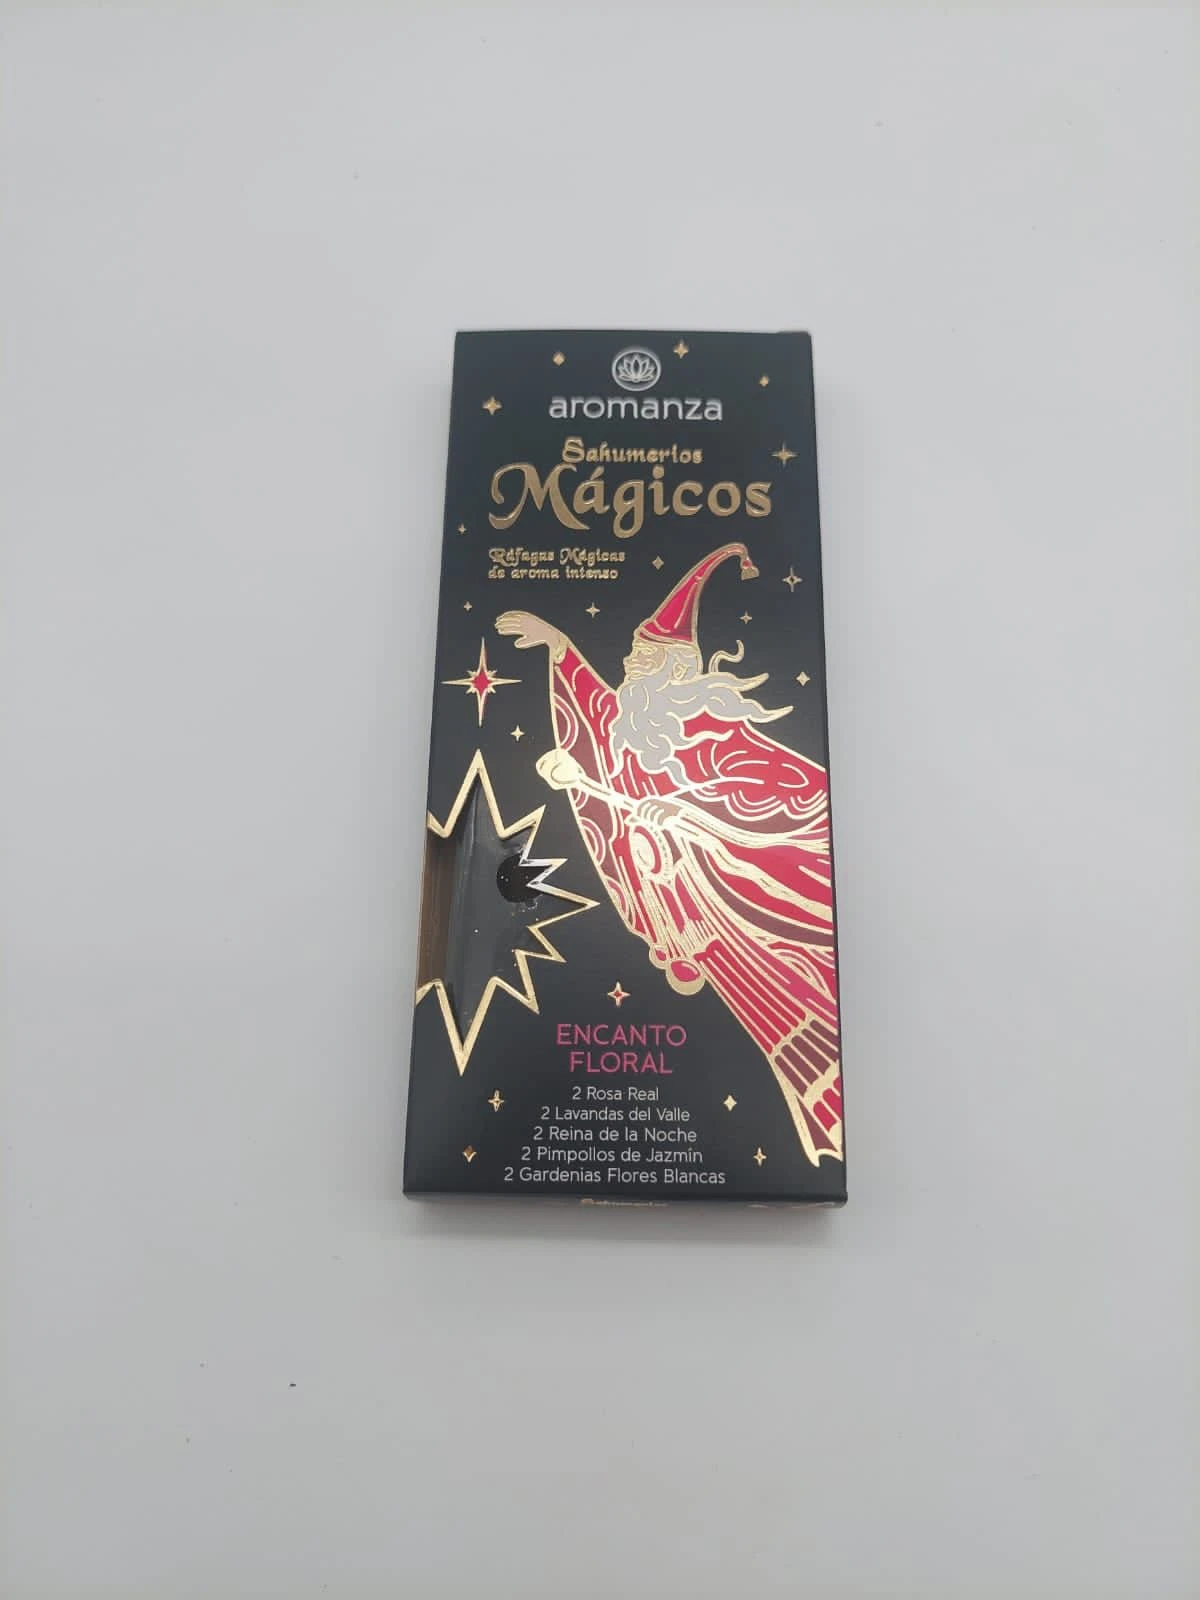 aromanza
Sahumerios
Mágicos
Ráfagas Mágicas
de aroma intenso
ENCANTO
FLORAL
2 Rosa Real
2 Lavandas del Valle
2 Reina de la Noche
2 Pimpollos de Jazmín
2 Gardenias Flores Blancas
Sahumerios